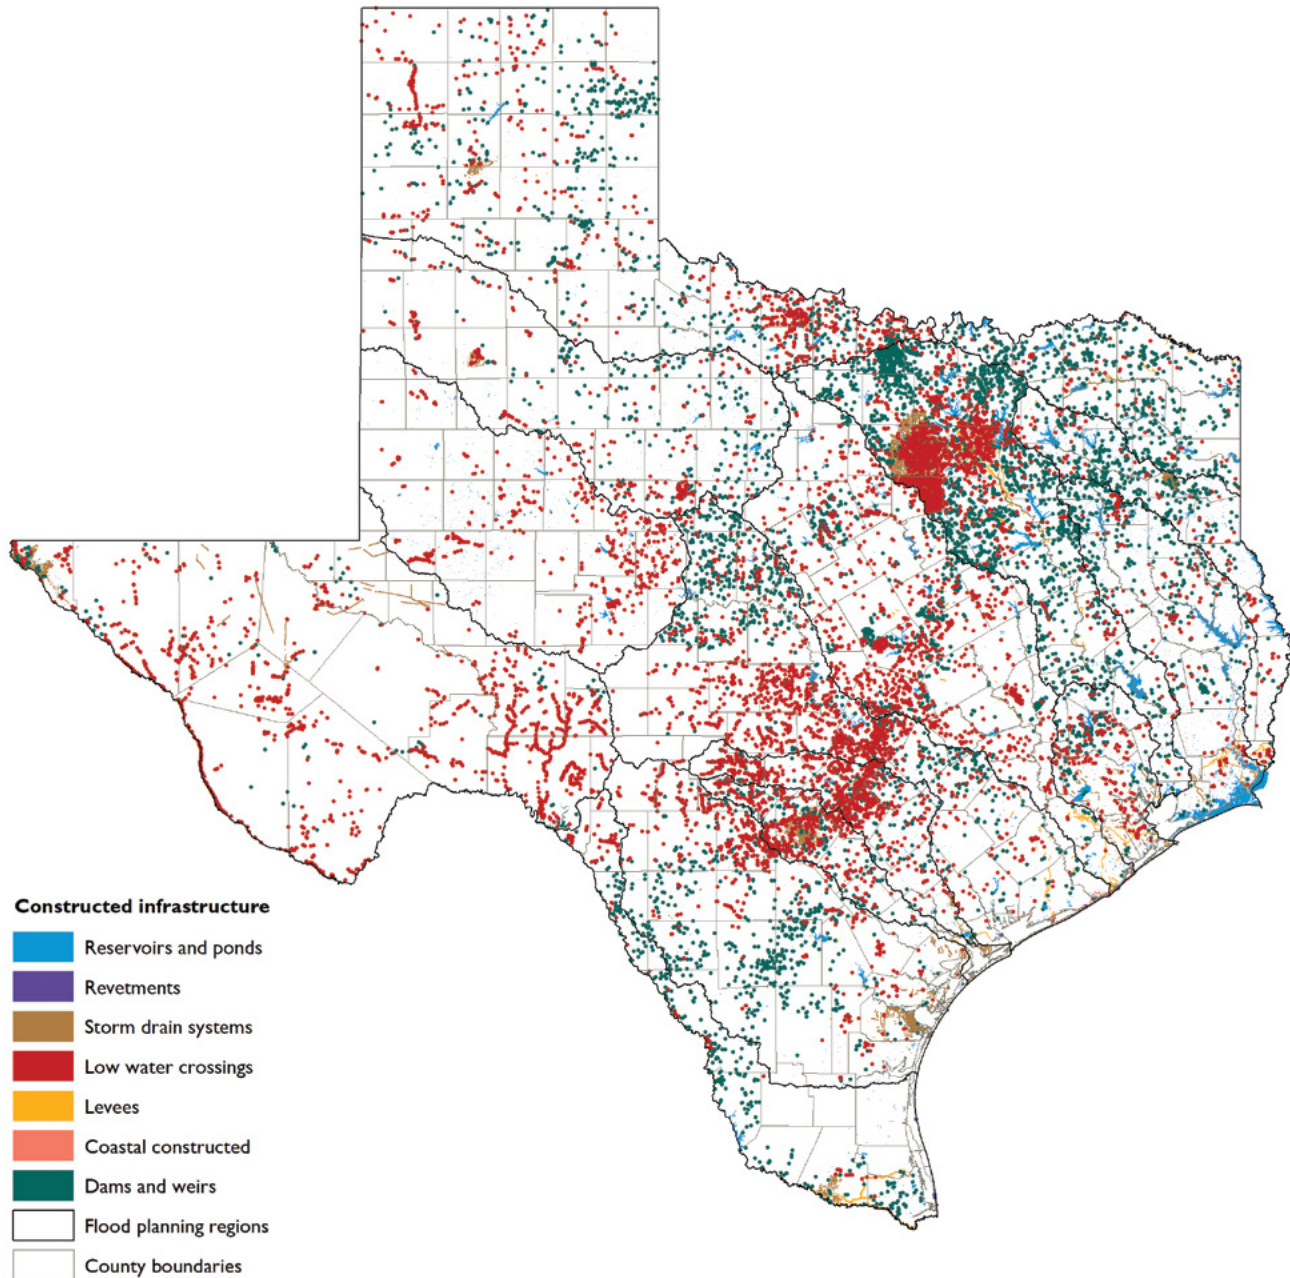 Constructed infrastructure
Reservoirs and ponds
Revetments
Storm drain systems
Low water crossings
Levees
Coastal constructed
Dams and weirs
Flood planning regions
County boundaries